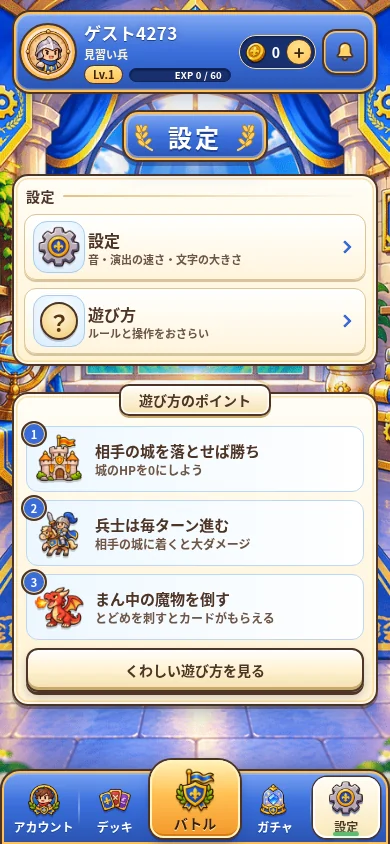 ゲスト4273
見習い兵
Lv.1
EXP 0 / 60
0
+
設定
設定
設定
音・演出の速さ・文字の大きさ
?
遊び方
ルールと操作をおさらい
遊び方のポイント
1
相手の城を落とせば勝ち
城のHPを0にしよう
2
兵士は毎ターン進む
相手の城に着くと大ダメージ
3
まん中の魔物を倒す
とどめを刺すとカードがもらえる
くわしい遊び方を見る
アカウント
デッキ
バトル
ガチャ
設定